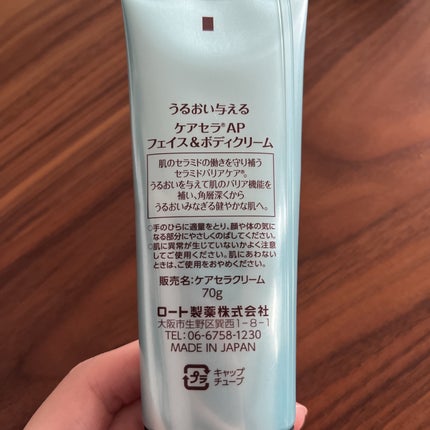 うるおい与える
ケアセラ®AP
フェイス&ボディクリーム
肌のセラミドの働きを守り補う
セラミドバリアケア®。
うるおいを与えて肌のバリア機能を
補い、角層深くから
うるおいみなぎる健やかな肌へ。
○手のひらに適量をとり、顔や体の気に
なる部分にやさしくのばしてください。
○肌に異常が生じていないかよく注意
してご使用ください。肌にあわない
ときは、ご使用をおやめください。
販売名:ケアセラクリーム
70g
ロート製薬株式会社
大阪市生野区巽西1-8-1
TEL:06-6758-1230
MADE IN JAPAN
プラ
キャップ
チューブ